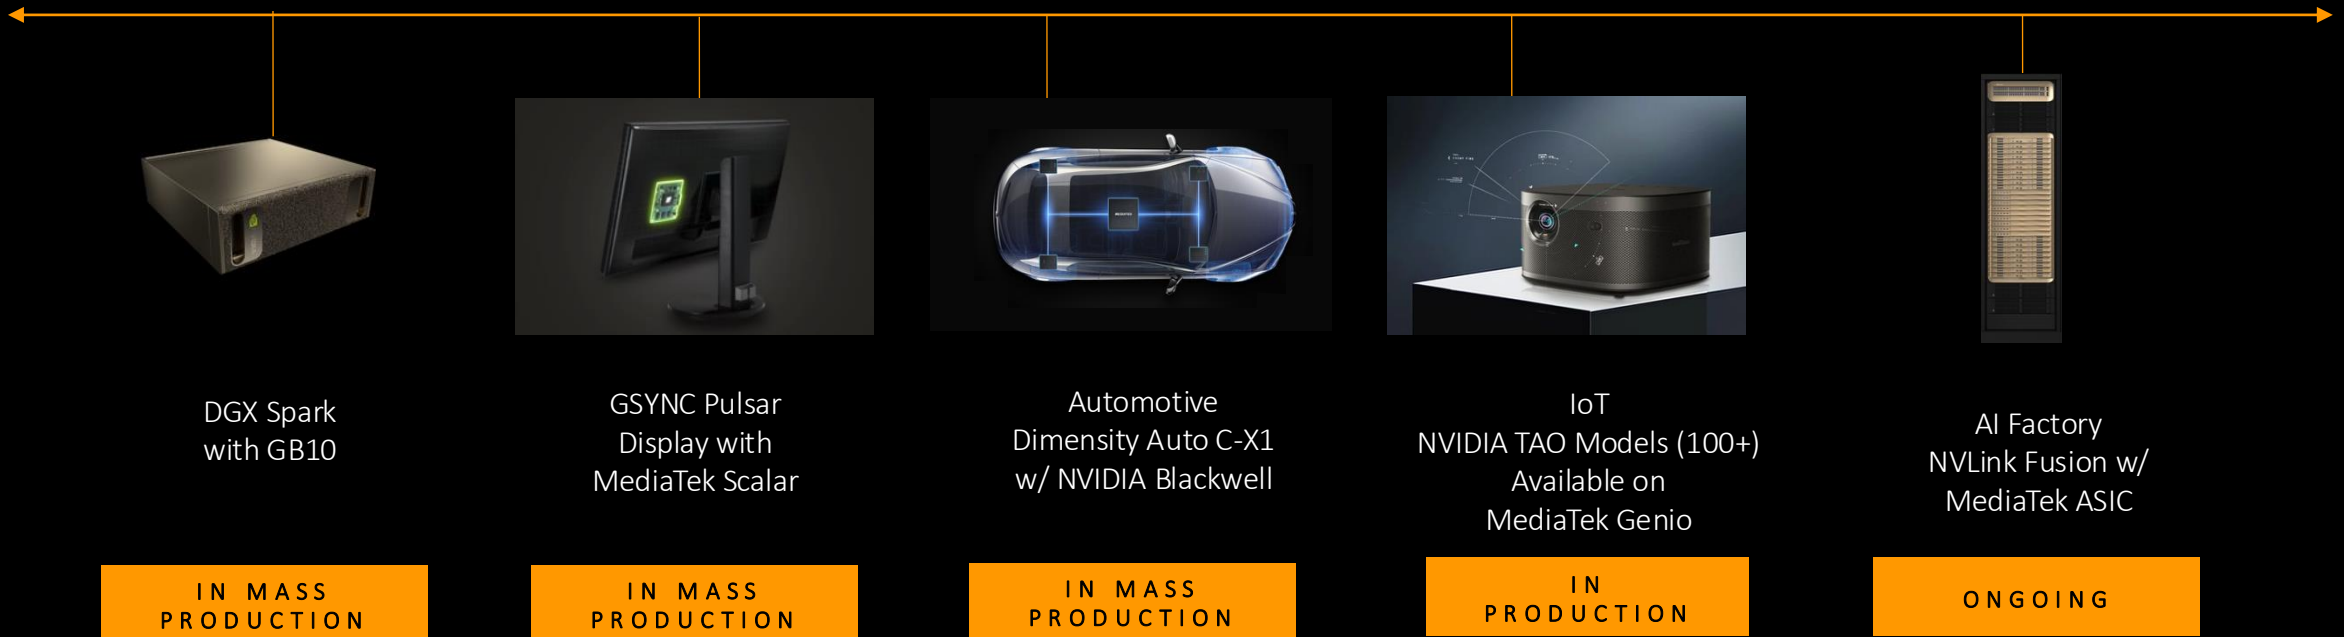 DGX Spark
with GB10
IN MASS
PRODUCTION
GSYNC Pulsar
Display with
MediaTek Scalar
IN MASS
PRODUCTION
Automotive
Dimensity Auto C-X1
w/ NVIDIA Blackwell
IN MASS
PRODUCTION
IoT
NVIDIA TAO Models (100+)
Available on
MediaTek Genio
IN
PRODUCTION
AI Factory
NVLink Fusion w/
MediaTek ASIC
ONGOING